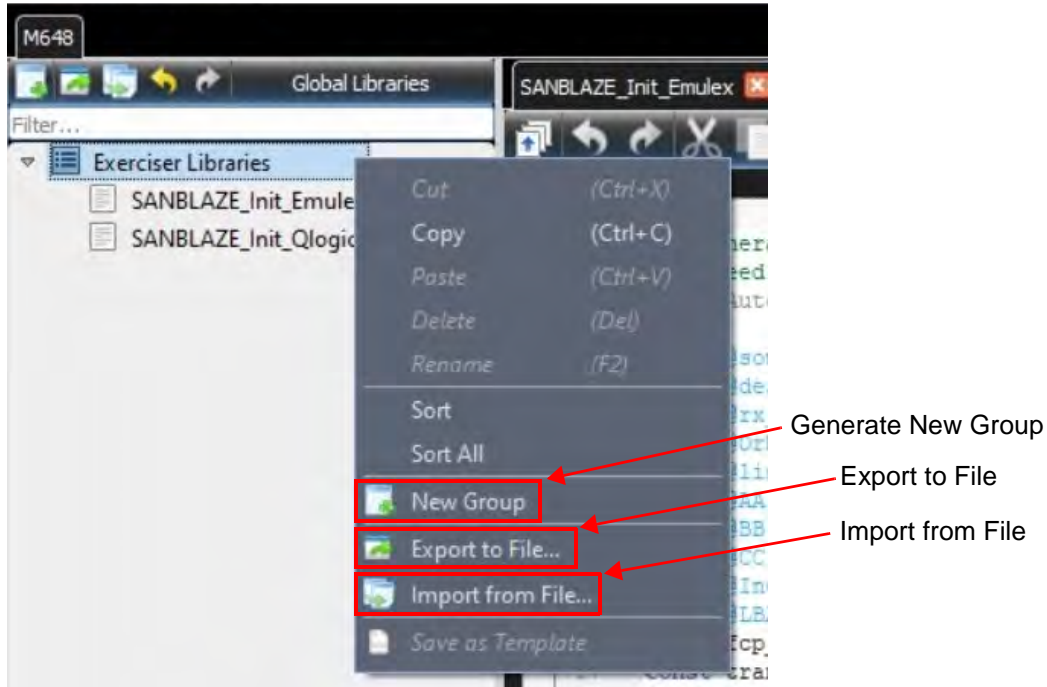 M648
Global Libraries
SANBLAZE_Init_Emulex
Filter...
Exerciser Libraries
SANBLAZE_Init_Emule
SANBLAZE_Init_Qlogic
Cut (Ctrl+X)
Copy (Ctrl+C)
Paste (Ctrl+V)
Delete (Del)
Rename (F2)
Sort
Sort All
New Group
Export to File...
Import from File...
Save as Template
Generate New Group
Export to File
Import from File